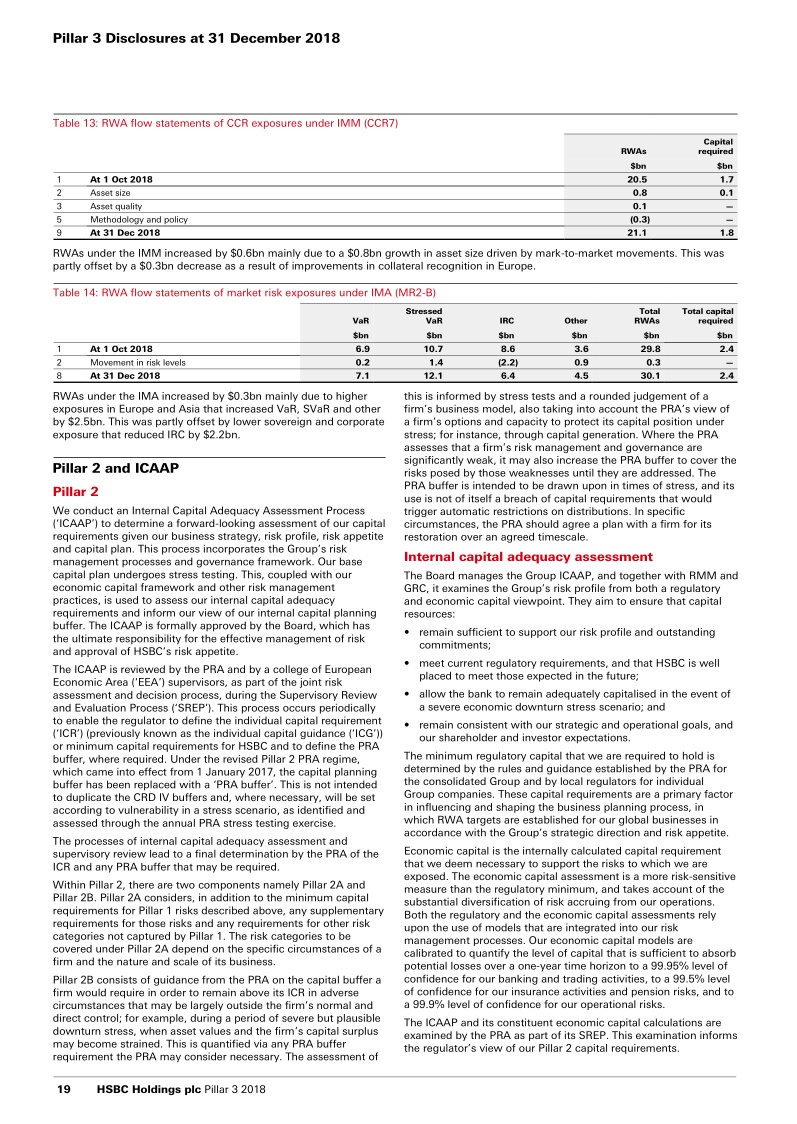 Pillar 3 Disclosures at 31 December 2018
Table 13: RWA flow statements of CCR exposures under IMM (CCR7)
RWAs Capital required
$bn $bn
1 At 1 Oct 2018 20.5 1.7
2 Asset size 0.8 0.1
3 Asset quality 0.1 —
5 Methodology and policy (0.3) —
9 At 31 Dec 2018 21.1 1.8
RWAs under the IMM increased by $0.6bn mainly due to a $0.8bn growth in asset size driven by mark-to-market movements. This was
partly offset by a $0.3bn decrease as a result of improvements in collateral recognition in Europe.
Table 14: RWA flow statements of market risk exposures under IMA (MR2-B)
VaR Stressed VaR IRC Other Total RWAs Total capital required
$bn $bn $bn $bn $bn $bn
1 At 1 Oct 2018 6.9 10.7 8.6 3.6 29.8 2.4
2 Movement in risk levels 0.2 1.4 (2.2) 0.9 0.3 —
8 At 31 Dec 2018 7.1 12.1 6.4 4.5 30.1 2.4
RWAs under the IMA increased by $0.3bn mainly due to higher
exposures in Europe and Asia that increased VaR, SVaR and other
by $2.5bn. This was partly offset by lower sovereign and corporate
exposure that reduced IRC by $2.2bn.
Pillar 2 and ICAAP
Pillar 2
We conduct an Internal Capital Adequacy Assessment Process
('ICAAP') to determine a forward-looking assessment of our capital
requirements given our business strategy, risk profile, risk appetite
and capital plan. This process incorporates the Group's risk
management processes and governance framework. Our base
capital plan undergoes stress testing. This, coupled with our
economic capital framework and other risk management
practices, is used to assess our internal capital adequacy
requirements and inform our view of our internal capital planning
buffer. The ICAAP is formally approved by the Board, which has
the ultimate responsibility for the effective management of risk
and approval of HSBC's risk appetite.
The ICAAP is reviewed by the PRA and by a college of European
Economic Area ('EEA') supervisors, as part of the joint risk
assessment and decision process, during the Supervisory Review
and Evaluation Process ('SREP'). This process occurs periodically
to enable the regulator to define the individual capital requirement
('ICR') (previously known as the individual capital guidance ('ICG'))
or minimum capital requirements for HSBC and to define the PRA
buffer, where required. Under the revised Pillar 2 PRA regime,
which came into effect from 1 January 2017, the capital planning
buffer has been replaced with a 'PRA buffer'. This is not intended
to duplicate the CRD IV buffers and, where necessary, will be set
according to vulnerability in a stress scenario, as identified and
assessed through the annual PRA stress testing exercise.
The processes of internal capital adequacy assessment and
supervisory review lead to a final determination by the PRA of the
ICR and any PRA buffer that may be required.
Within Pillar 2, there are two components namely Pillar 2A and
Pillar 2B. Pillar 2A considers, in addition to the minimum capital
requirements for Pillar 1 risks described above, any supplementary
requirements for those risks and any requirements for other risk
categories not captured by Pillar 1. The risk categories to be
covered under Pillar 2A depend on the specific circumstances of a
firm and the nature and scale of its business.
Pillar 2B consists of guidance from the PRA on the capital buffer a
firm would require in order to remain above its ICR in adverse
circumstances that may be largely outside the firm's normal and
direct control; for example, during a period of severe but plausible
downturn stress, when asset values and the firm's capital surplus
may become strained. This is quantified via any PRA buffer
requirement the PRA may consider necessary. The assessment of
this is informed by stress tests and a rounded judgement of a
firm's business model, also taking into account the PRA's view of
a firm's options and capacity to protect its capital position under
stress; for instance, through capital generation. Where the PRA
assesses that a firm's risk management and governance are
significantly weak, it may also increase the PRA buffer to cover the
risks posed by those weaknesses until they are addressed. The
PRA buffer is intended to be drawn upon in times of stress, and its
use is not of itself a breach of capital requirements that would
trigger automatic restrictions on distributions. In specific
circumstances, the PRA should agree a plan with a firm for its
restoration over an agreed timescale.
Internal capital adequacy assessment
The Board manages the Group ICAAP, and together with RMM and
GRC, it examines the Group's risk profile from both a regulatory
and economic capital viewpoint. They aim to ensure that capital
resources:
• remain sufficient to support our risk profile and outstanding
commitments;
• meet current regulatory requirements, and that HSBC is well
placed to meet those expected in the future;
• allow the bank to remain adequately capitalised in the event of
a severe economic downturn stress scenario; and
• remain consistent with our strategic and operational goals, and
our shareholder and investor expectations.
The minimum regulatory capital that we are required to hold is
determined by the rules and guidance established by the PRA for
the consolidated Group and by local regulators for individual
Group companies. These capital requirements are a primary factor
in influencing and shaping the business planning process, in
which RWA targets are established for our global businesses in
accordance with the Group's strategic direction and risk appetite.
Economic capital is the internally calculated capital requirement
that we deem necessary to support the risks to which we are
exposed. The economic capital assessment is a more risk-sensitive
measure than the regulatory minimum, and takes account of the
substantial diversification of risk accruing from our operations.
Both the regulatory and the economic capital assessments rely
upon the use of models that are integrated into our risk
management processes. Our economic capital models are
calibrated to quantify the level of capital that is sufficient to absorb
potential losses over a one-year time horizon to a 99.95% level of
confidence for our banking and trading activities, to a 99.5% level
of confidence for our insurance activities and pension risks, and to
a 99.9% level of confidence for our operational risks.
The ICAAP and its constituent economic capital calculations are
examined by the PRA as part of its SREP. This examination informs
the regulator's view of our Pillar 2 capital requirements.
19 HSBC Holdings plc Pillar 3 2018